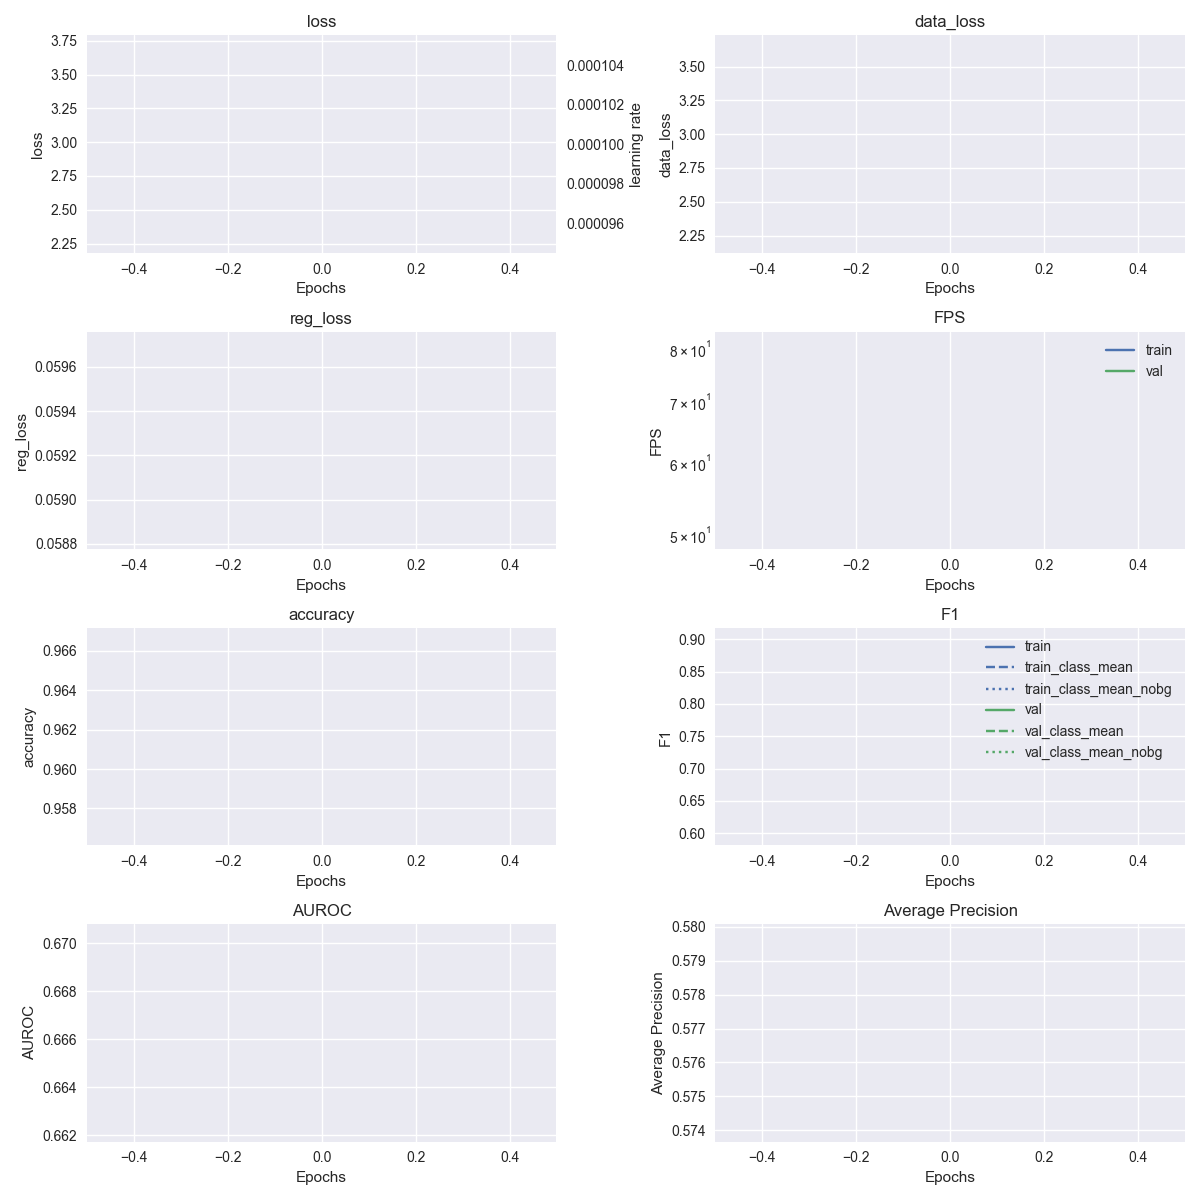 loss
3.75
3.50
3.25
3.00
2.75
2.50
2.25
loss
0.000104
0.000102
0.000100
0.000098
0.000096
learning rate
−0.4 −0.2 0.0 0.2 0.4
Epochs
data_loss
3.50
3.25
3.00
2.75
2.50
2.25
data_loss
−0.4 −0.2 0.0 0.2 0.4
Epochs
reg_loss
0.0596
0.0594
0.0592
0.0590
0.0588
reg_loss
−0.4 −0.2 0.0 0.2 0.4
Epochs
FPS
8 × 10¹
7 × 10¹
6 × 10¹
5 × 10¹
FPS
train
val
−0.4 −0.2 0.0 0.2 0.4
Epochs
accuracy
0.966
0.964
0.962
0.960
0.958
accuracy
−0.4 −0.2 0.0 0.2 0.4
Epochs
F1
0.90
0.85
0.80
0.75
0.70
0.65
0.60
F1
train
train_class_mean
train_class_mean_nobg
val
val_class_mean
val_class_mean_nobg
−0.4 −0.2 0.0 0.2 0.4
Epochs
AUROC
0.670
0.668
0.666
0.664
0.662
AUROC
−0.4 −0.2 0.0 0.2 0.4
Epochs
Average Precision
0.580
0.579
0.578
0.577
0.576
0.575
0.574
Average Precision
−0.4 −0.2 0.0 0.2 0.4
Epochs